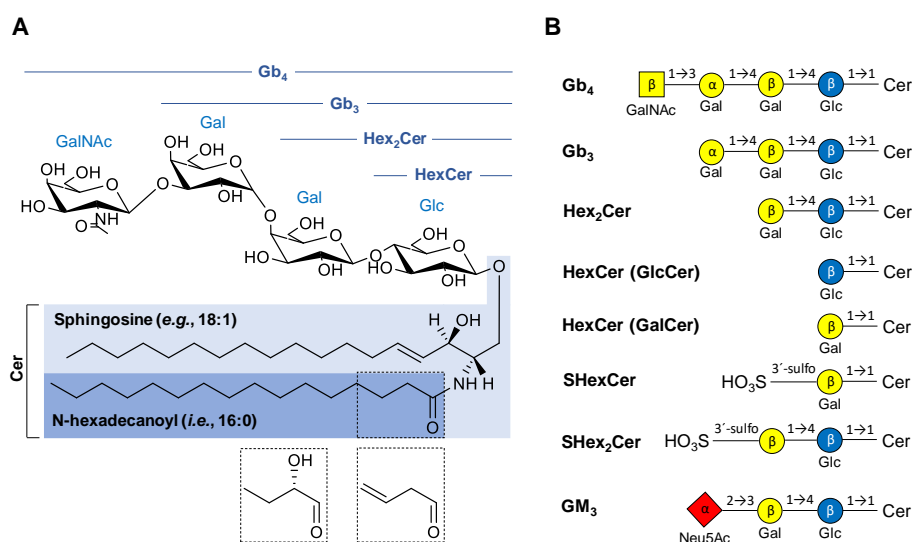 A
Gb4
Gb3
GalNAc
Gal
Hex2Cer
HexCer
Gal
Glc
OH
OH
HO
HO
OH
O
O
HO
NH
O
O
OH
O
OH
HO
O
OH
O
HO
OH
O
HO
OH
O
HO
O
OH
O
Cer
Sphingosine (e.g., 18:1)
H
OH
NH
H
N-hexadecanoyl (i.e., 16:0)
O
OH
O
O
B
Gb4
β 1→3 α 1→4 β 1→4 β 1→1 Cer
GalNAc Gal Gal Glc
Gb3
α 1→4 β 1→4 β 1→1 Cer
Gal Gal Glc
Hex2Cer
β 1→4 β 1→1 Cer
Gal Glc
HexCer (GlcCer)
β 1→1 Cer
Glc
HexCer (GalCer)
β 1→1 Cer
Gal
SHexCer
HO3S 3´-sulfo β 1→1 Cer
Gal
SHex2Cer
HO3S 3´-sulfo β 1→4 β 1→1 Cer
Glc
GM3
α 2→3 β 1→4 β 1→1 Cer
Neu5Ac Gal Glc